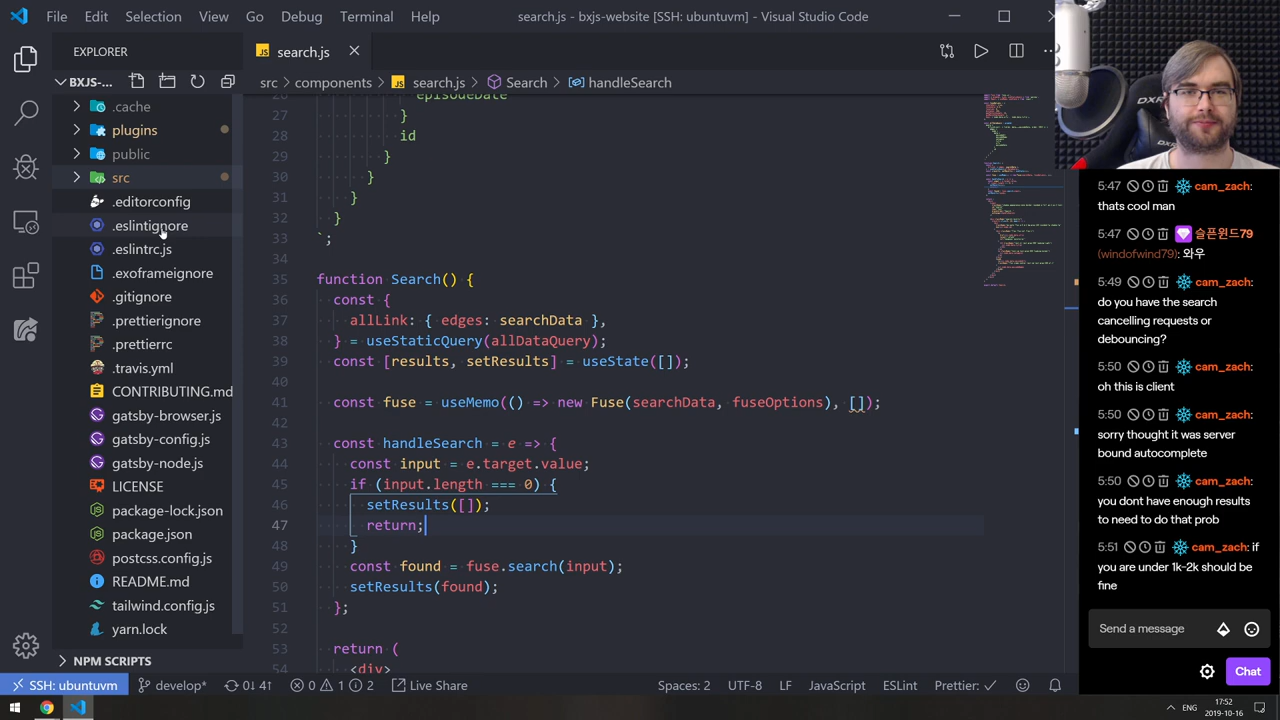 File Edit Selection View Go Debug Terminal Help
search.js - bxjs-website [SSH: ubuntuvm] - Visual Studio Code
EXPLORER
BXJS-...
.cache
plugins
public
src
.editorconfig
.eslintignore
.eslintrc.js
.exoframeignore
.gitignore
.prettierignore
.prettierrc
.travis.yml
CONTRIBUTING.md
gatsby-browser.js
gatsby-config.js
gatsby-node.js
LICENSE
package-lock.json
package.json
postcss.config.js
README.md
tailwind.config.js
yarn.lock
NPM SCRIPTS
JS search.js
src > components > JS search.js > Search > handleSearch
episodeDate
27 }
28 id
29 }
30 }
31 }
32 }
33 `;
34
35 function Search() {
36 const {
37 allLink: { edges: searchData },
38 } = useStaticQuery(allDataQuery);
39 const [results, setResults] = useState([]);
40
41 const fuse = useMemo(() => new Fuse(searchData, fuseOptions), []);
42
43 const handleSearch = e => {
44 const input = e.target.value;
45 if (input.length === 0) {
46 setResults([]);
47 return;
48 }
49 const found = fuse.search(input);
50 setResults(found);
51 };
52
53 return (
54 <div>
DXR
5:47 cam_zach:
thats cool man
5:47 슬픈윈드79
(windofwind79): 와우
5:49 cam_zach:
do you have the search
cancelling requests or
debouncing?
5:50 cam_zach:
oh this is client
5:50 cam_zach:
sorry thought it was server
bound autocomplete
5:50 cam_zach:
you dont have enough results
to need to do that prob
5:51 cam_zach: if
you are under 1k-2k should be
fine
Send a message
Chat
SSH: ubuntuvm develop* 0↓ 4↑ 0 1 2 Live Share Spaces: 2 UTF-8 LF JavaScript ESLint Prettier: ✓
ENG
17:52
2019-10-16